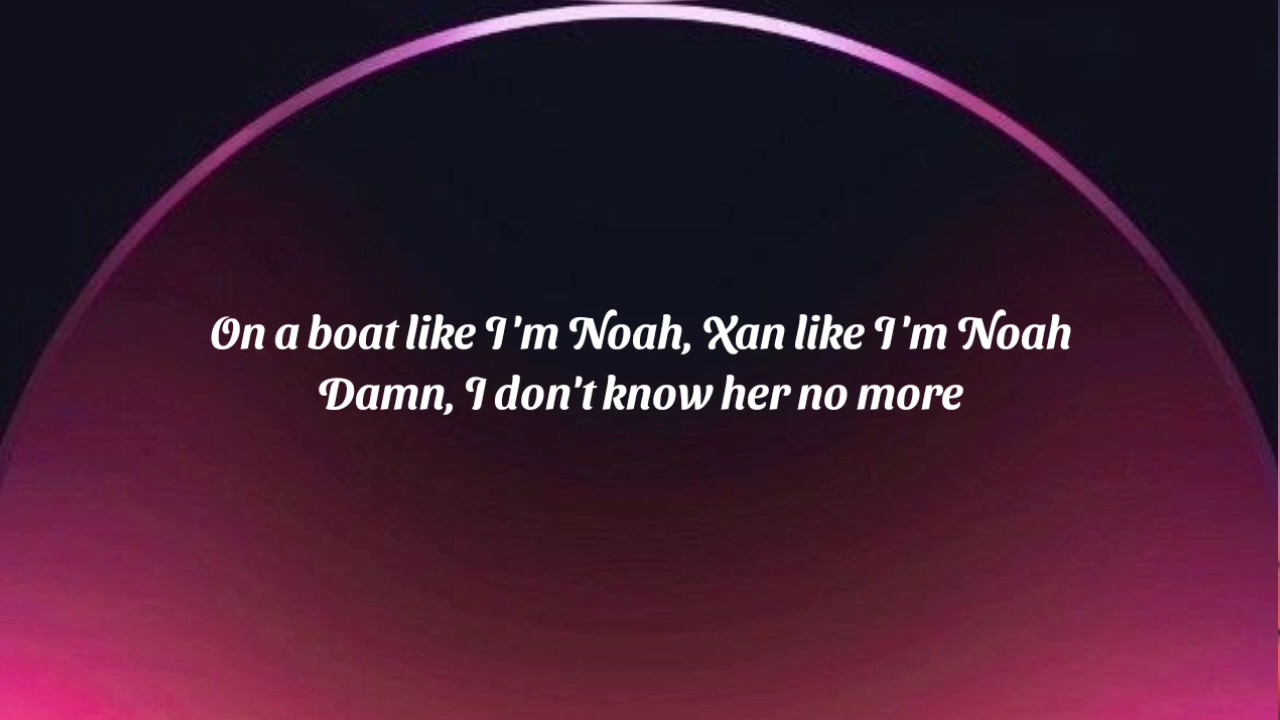 On a boat like I'm Noah, Xan like I'm Noah
Damn, I don't know her no more